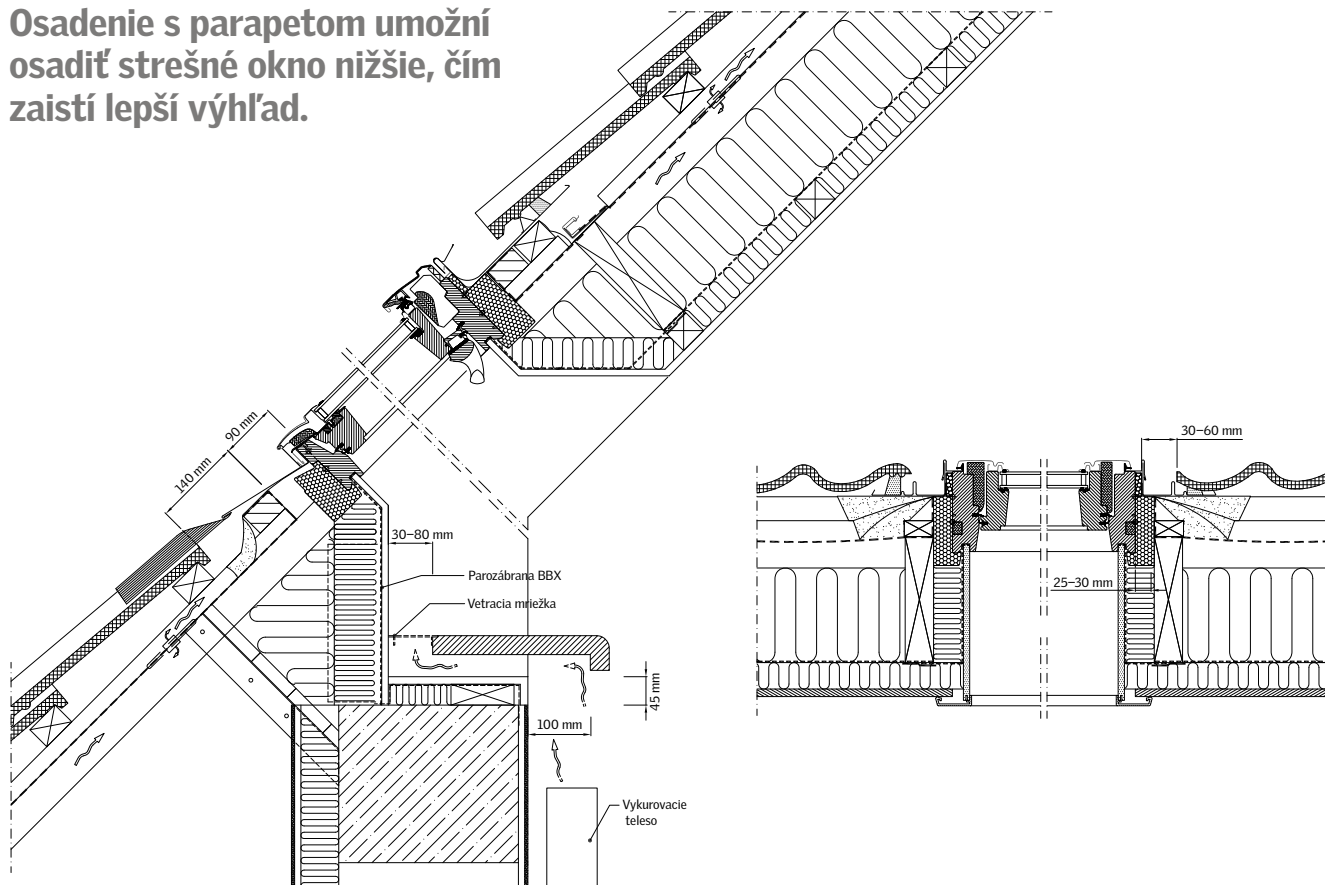 Osadenie s parapetom umožní
osadiť strešné okno nižšie, čím
zaistí lepší výhľad.
90 mm
140 mm
30–60 mm
30–80 mm
Parozábrana BBX
Vetracia mriežka
25–30 mm
45 mm
100 mm
Vykurovacie
teleso